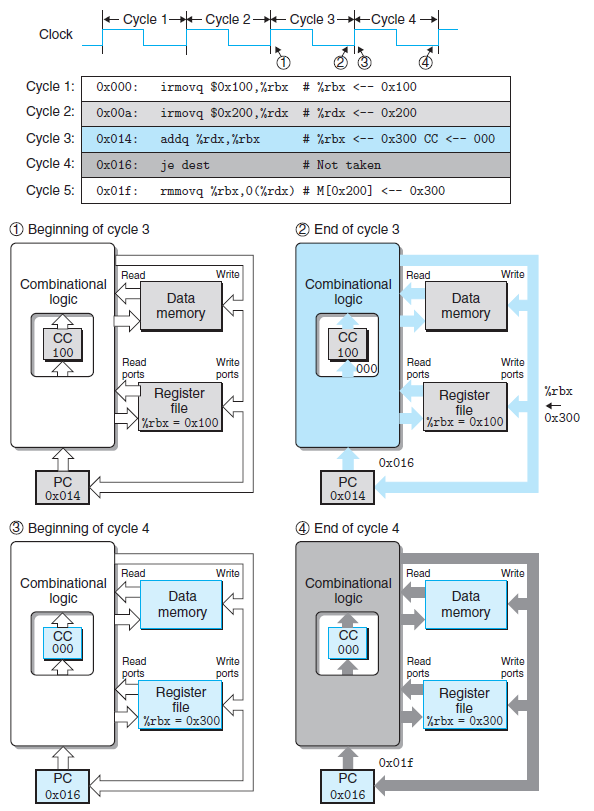 Cycle 1 Cycle 2 Cycle 3 Cycle 4
Clock
① ② ③ ④
Cycle 1: 0x000: irmovq $0x100,%rbx # %rbx <-- 0x100
Cycle 2: 0x00a: irmovq $0x200,%rdx # %rdx <-- 0x200
Cycle 3: 0x014: addq %rdx,%rbx # %rbx <-- 0x300 CC <-- 000
Cycle 4: 0x016: je dest # Not taken
Cycle 5: 0x01f: rmmovq %rbx,0(%rdx) # M[0x200] <-- 0x300
① Beginning of cycle 3
Combinational
logic
CC
100
Read
Write
Data
memory
Read
ports
Write
ports
Register
file
%rbx = 0x100
PC
0x014
② End of cycle 3
Combinational
logic
CC
100
000
Read
Write
Data
memory
Read
ports
Write
ports
Register
file
%rbx = 0x100
%rbx
←
0x300
0x016
PC
0x014
③ Beginning of cycle 4
Combinational
logic
CC
000
Read
Write
Data
memory
Read
ports
Write
ports
Register
file
%rbx = 0x300
PC
0x016
④ End of cycle 4
Combinational
logic
CC
000
Read
Write
Data
memory
Read
ports
Write
ports
Register
file
%rbx = 0x300
0x01f
PC
0x016